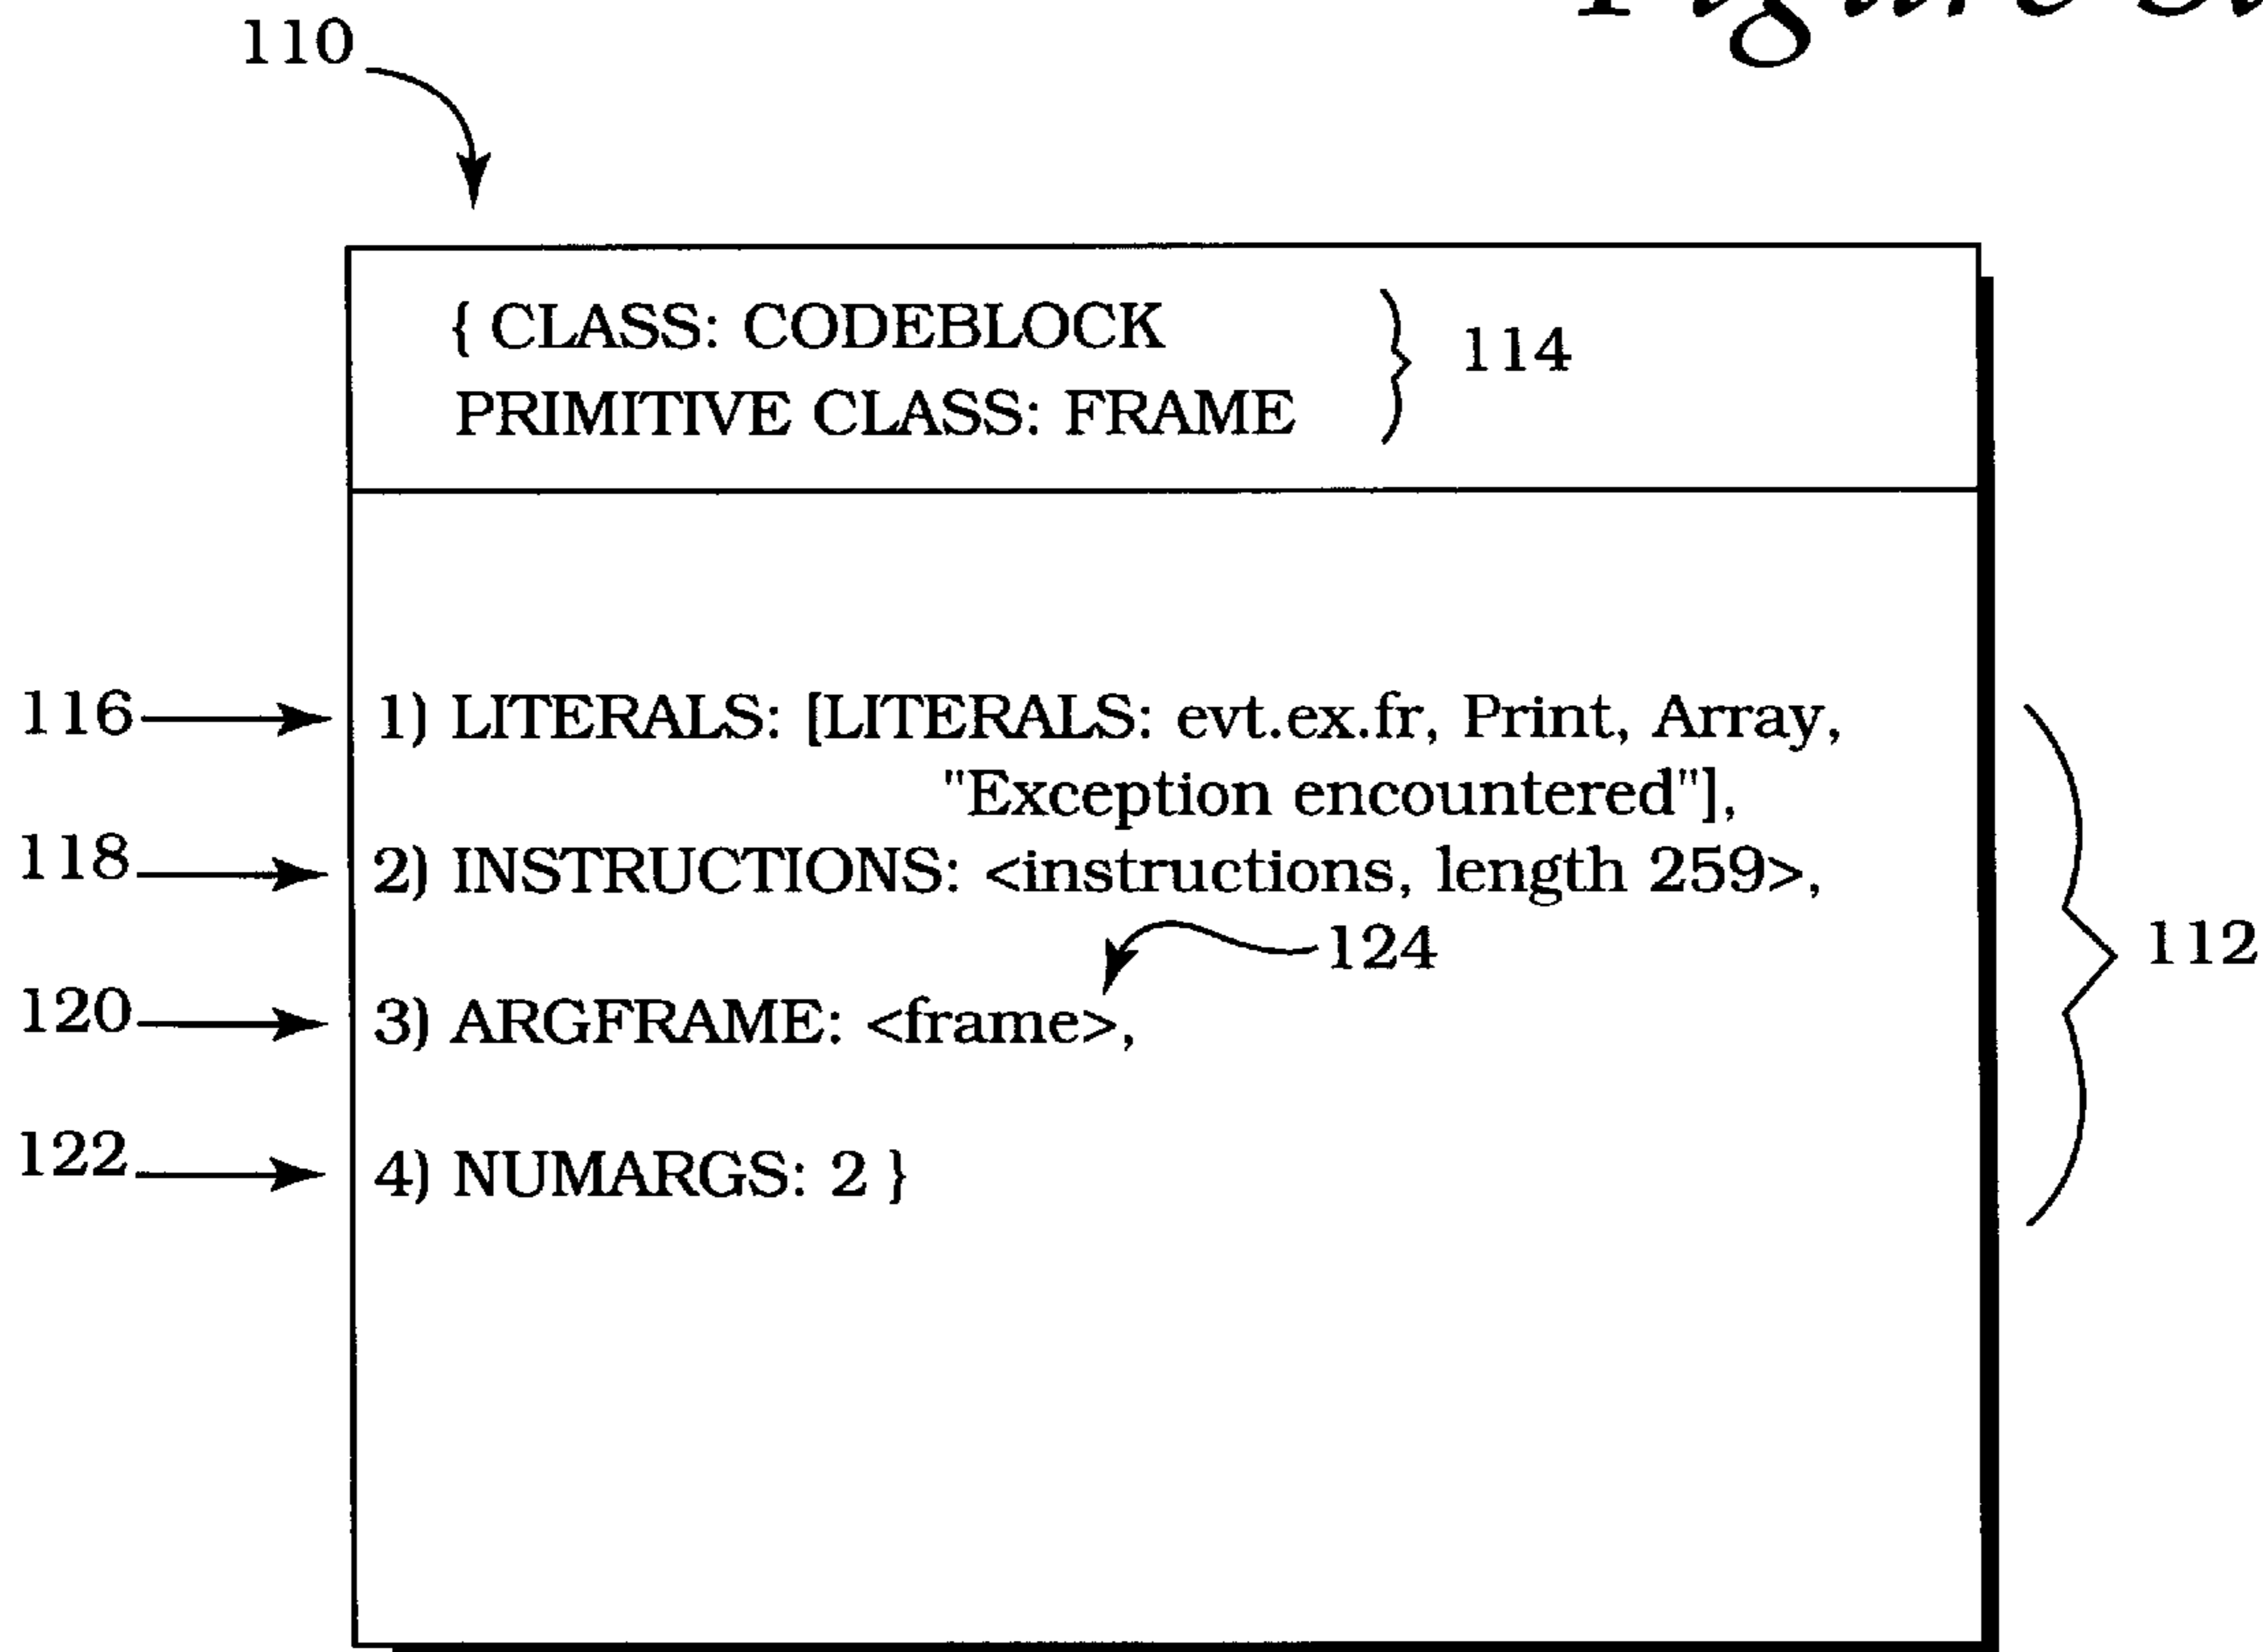 110
{ CLASS: CODEBLOCK
PRIMITIVE CLASS: FRAME
114
116
1) LITERALS: [LITERALS: evt.ex.fr, Print, Array,
"Exception encountered"],
118
2) INSTRUCTIONS: <instructions, length 259>,
124
112
120
3) ARGFRAME: <frame>,
122
4) NUMARGS: 2 }